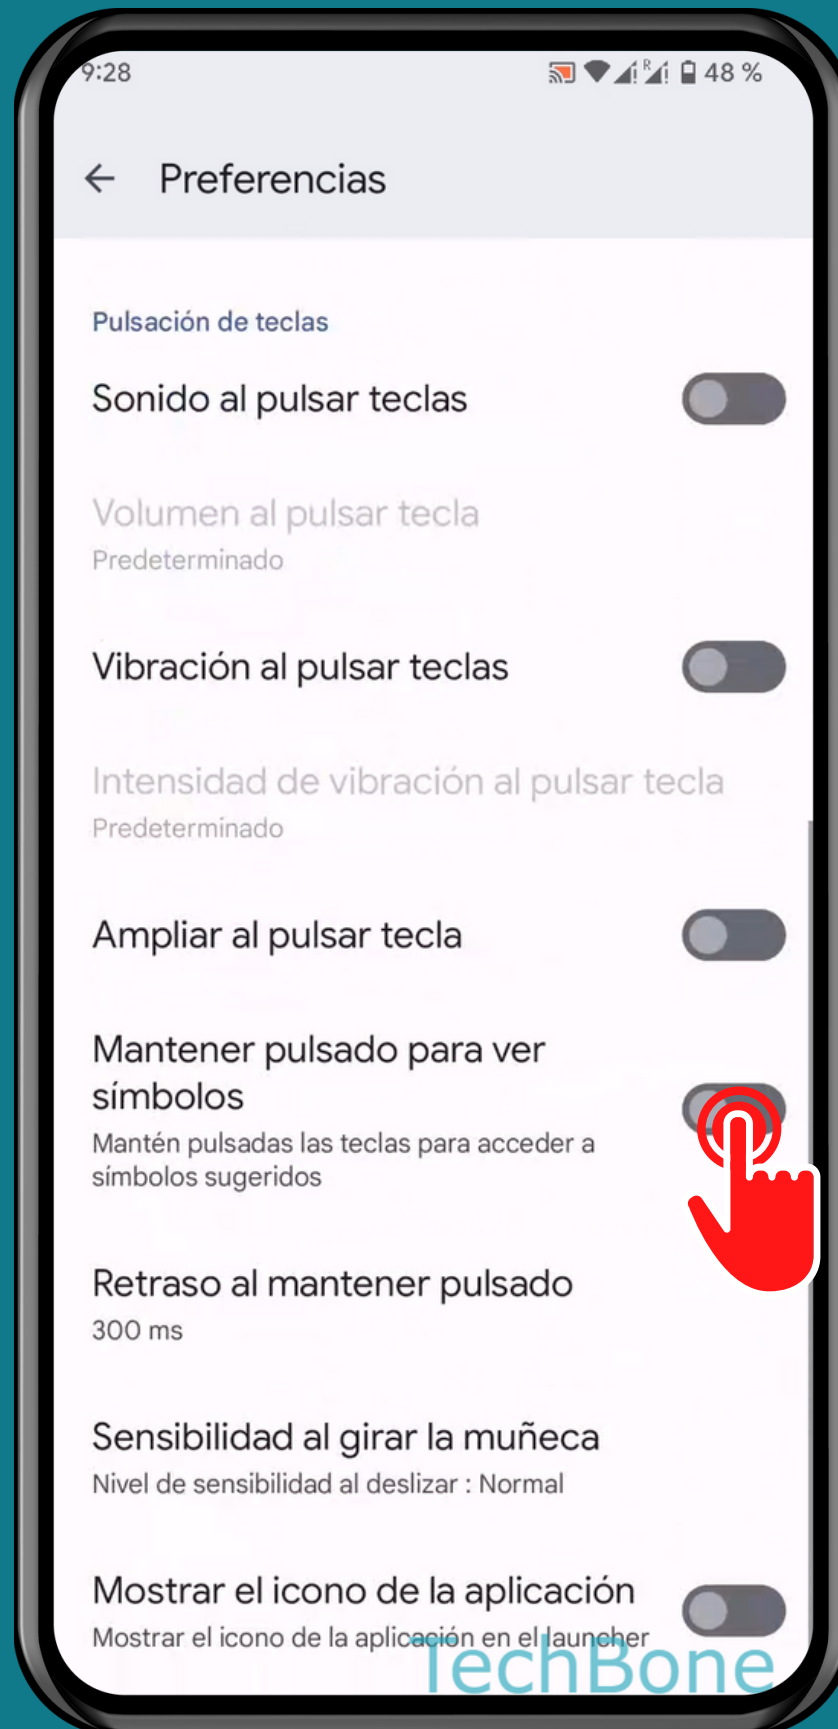 9:28 R 48 %
Preferencias
Pulsación de teclas
Sonido al pulsar teclas
Volumen al pulsar tecla
Predeterminado
Vibración al pulsar teclas
Intensidad de vibración al pulsar tecla
Predeterminado
Ampliar al pulsar tecla
Mantener pulsado para ver
símbolos
Mantén pulsadas las teclas para acceder a
símbolos sugeridos
Retraso al mantener pulsado
300 ms
Sensibilidad al girar la muñeca
Nivel de sensibilidad al deslizar : Normal
Mostrar el icono de la aplicación
Mostrar el icono de la aplicación en el launcher
TechBone